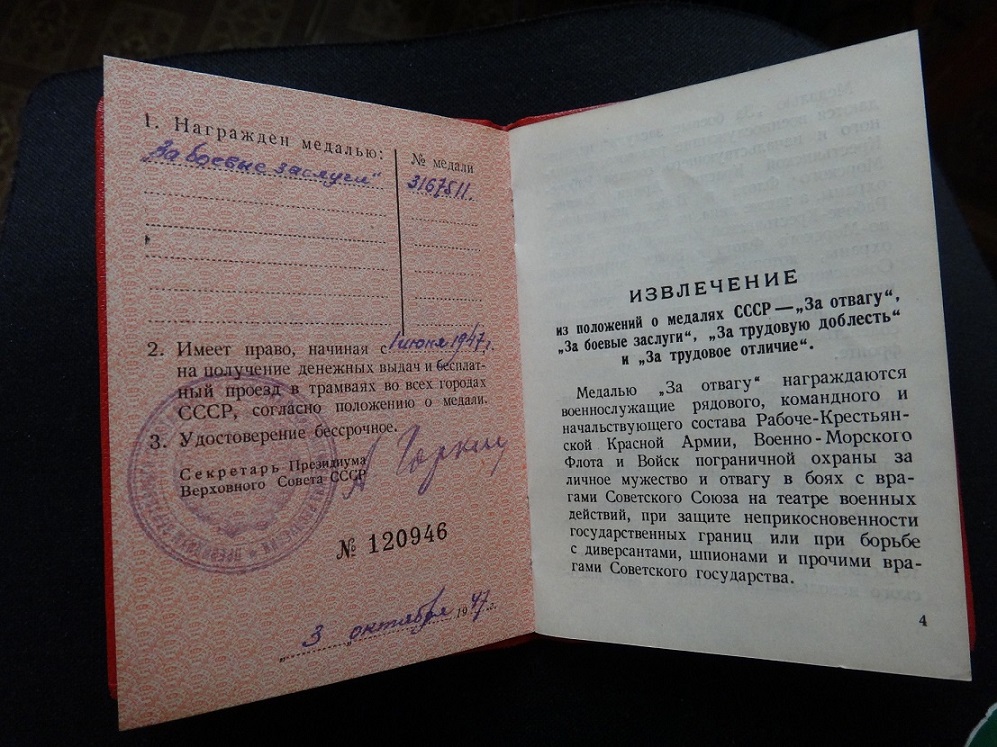 1. Награжден медалью:
„За боевые заслуги"
№ медали
3167511.
2. Имеет право, начиная с 1 июня 1947 г.,
на получение денежных выдач и бесплат-
ный проезд в трамваях во всех городах
СССР, согласно положению о медали.
3. Удостоверение бессрочное.
Секретарь Президиума
Верховного Совета СССР
А Горкин
№ 120946
3 октября 1947 г.
ИЗВЛЕЧЕНИЕ
из положений о медалях СССР—„За отвагу",
„За боевые заслуги", „За трудовую доблесть"
и „За трудовое отличие".
Медалью „За отвагу" награждаются
военнослужащие рядового, командного и
начальствующего состава Рабоче-Крестьян-
ской Красной Армии, Военно-Морского
Флота и Войск пограничной охраны за
личное мужество и отвагу в боях с вра-
гами Советского Союза на театре военных
действий, при защите неприкосновенности
государственных границ или при борьбе
с диверсантами, шпионами и прочими вра-
гами Советского государства.
4